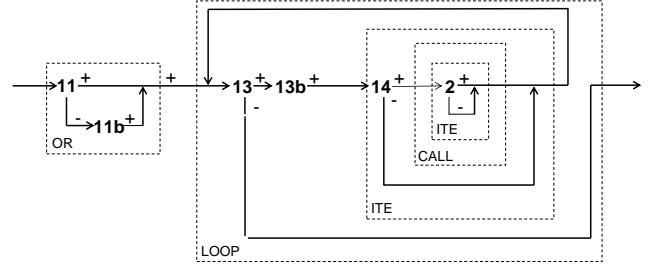 11 + + 13 + 13b + 14 + 2 +
- 11b + - - -
OR ITE
CALL
ITE
LOOP